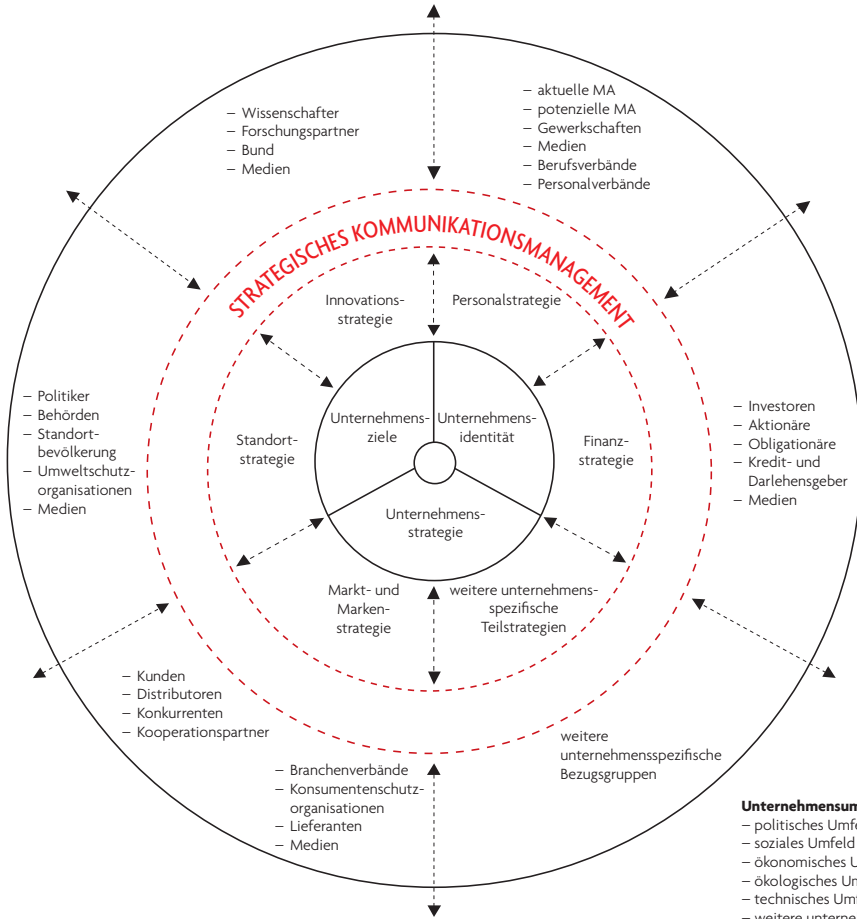 – Wissenschafter
– Forschungspartner
– Bund
– Medien
– aktuelle MA
– potenzielle MA
– Gewerkschaften
– Medien
– Berufsverbände
– Personalverbände
STRATEGISCHES KOMMUNIKATIONSMANAGEMENT
Innovations-
strategie
Personalstrategie
– Politiker
– Behörden
– Standort-
bevölkerung
– Umweltschutz-
organisationen
– Medien
Standort-
strategie
Unternehmens-
ziele
Unternehmens-
identität
Unternehmens-
strategie
Finanz-
strategie
– Investoren
– Aktionäre
– Obligationäre
– Kredit- und
Darlehensgeber
– Medien
Markt- und
Marken-
strategie
weitere unternehmens-
spezifische
Teilstrategien
– Kunden
– Distributoren
– Konkurrenten
– Kooperationspartner
– Branchenverbände
– Konsumentenschutz-
organisationen
– Lieferanten
– Medien
weitere
unternehmensspezifische
Bezugsgruppen
– politisches
– soziales Umfeld
– ökonomisches
– ökologisches
– technisches
– weitere